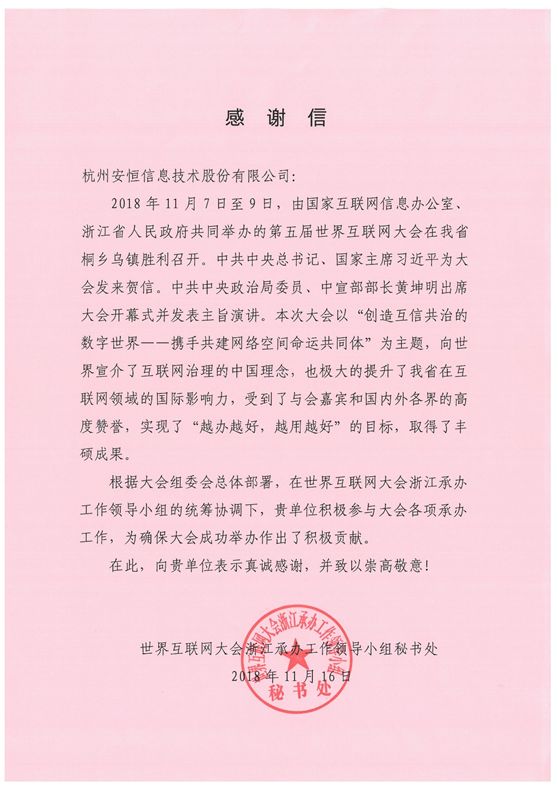 感谢信
杭州安恒信息技术股份有限公司：
2018年11月7日至9日，由国家互联网信息办公室、
浙江省人民政府共同举办的第五届世界互联网大会在我省
桐乡乌镇胜利召开。中共中央总书记、国家主席习近平为大
会发来贺信。中共中央政治局委员、中宣部部长黄坤明出席
大会开幕式并发表主旨演讲。本次大会以“创造互信共治的
数字世界——携手共建网络空间命运共同体”为主题，向世
界宣介了互联网治理的中国理念，也极大的提升了我省在互
联网领域的国际影响力，受到了与会嘉宾和国内外各界的高
度赞誉，实现了“越办越好，越用越好”的目标，取得了丰
硕成果。
根据大会组委会总体部署，在世界互联网大会浙江承办
工作领导小组的统筹协调下，贵单位积极参与大会各项承办
工作，为确保大会成功举办作出了积极贡献。
在此，向贵单位表示真诚感谢，并致以崇高敬意！
世界互联网大会浙江承办工作领导小组秘书处
2018年11月16日
世界互联网大会浙江承办工作领导小组
秘书处